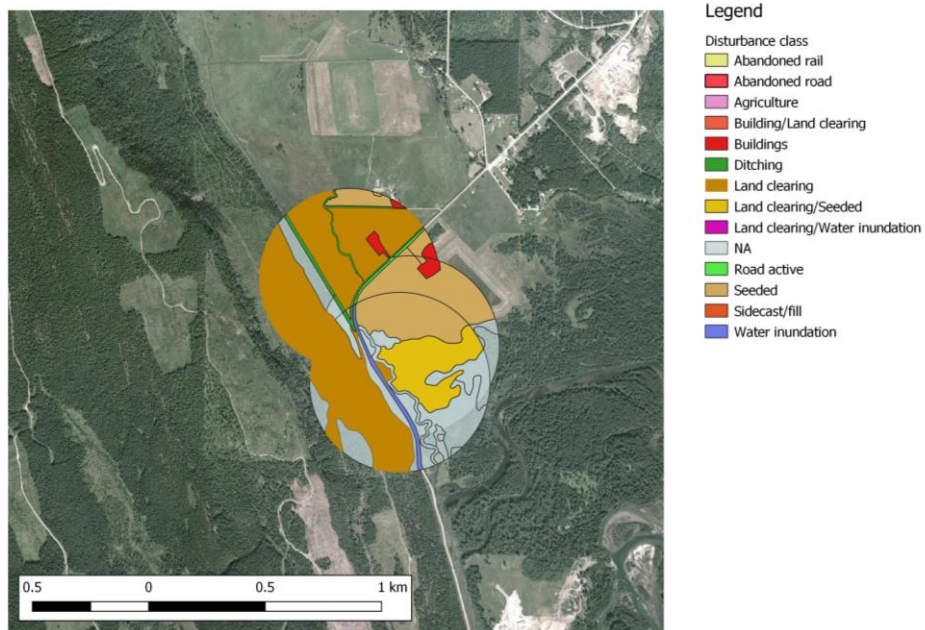 Legend
Disturbance class
Abandoned rail
Abandoned road
Agriculture
Building/Land clearing
Buildings
Ditching
Land clearing
Land clearing/Seeded
Land clearing/Water inundation
NA
Road active
Seeded
Sidecast/fill
Water inundation
0.5 0 0.5 1 km